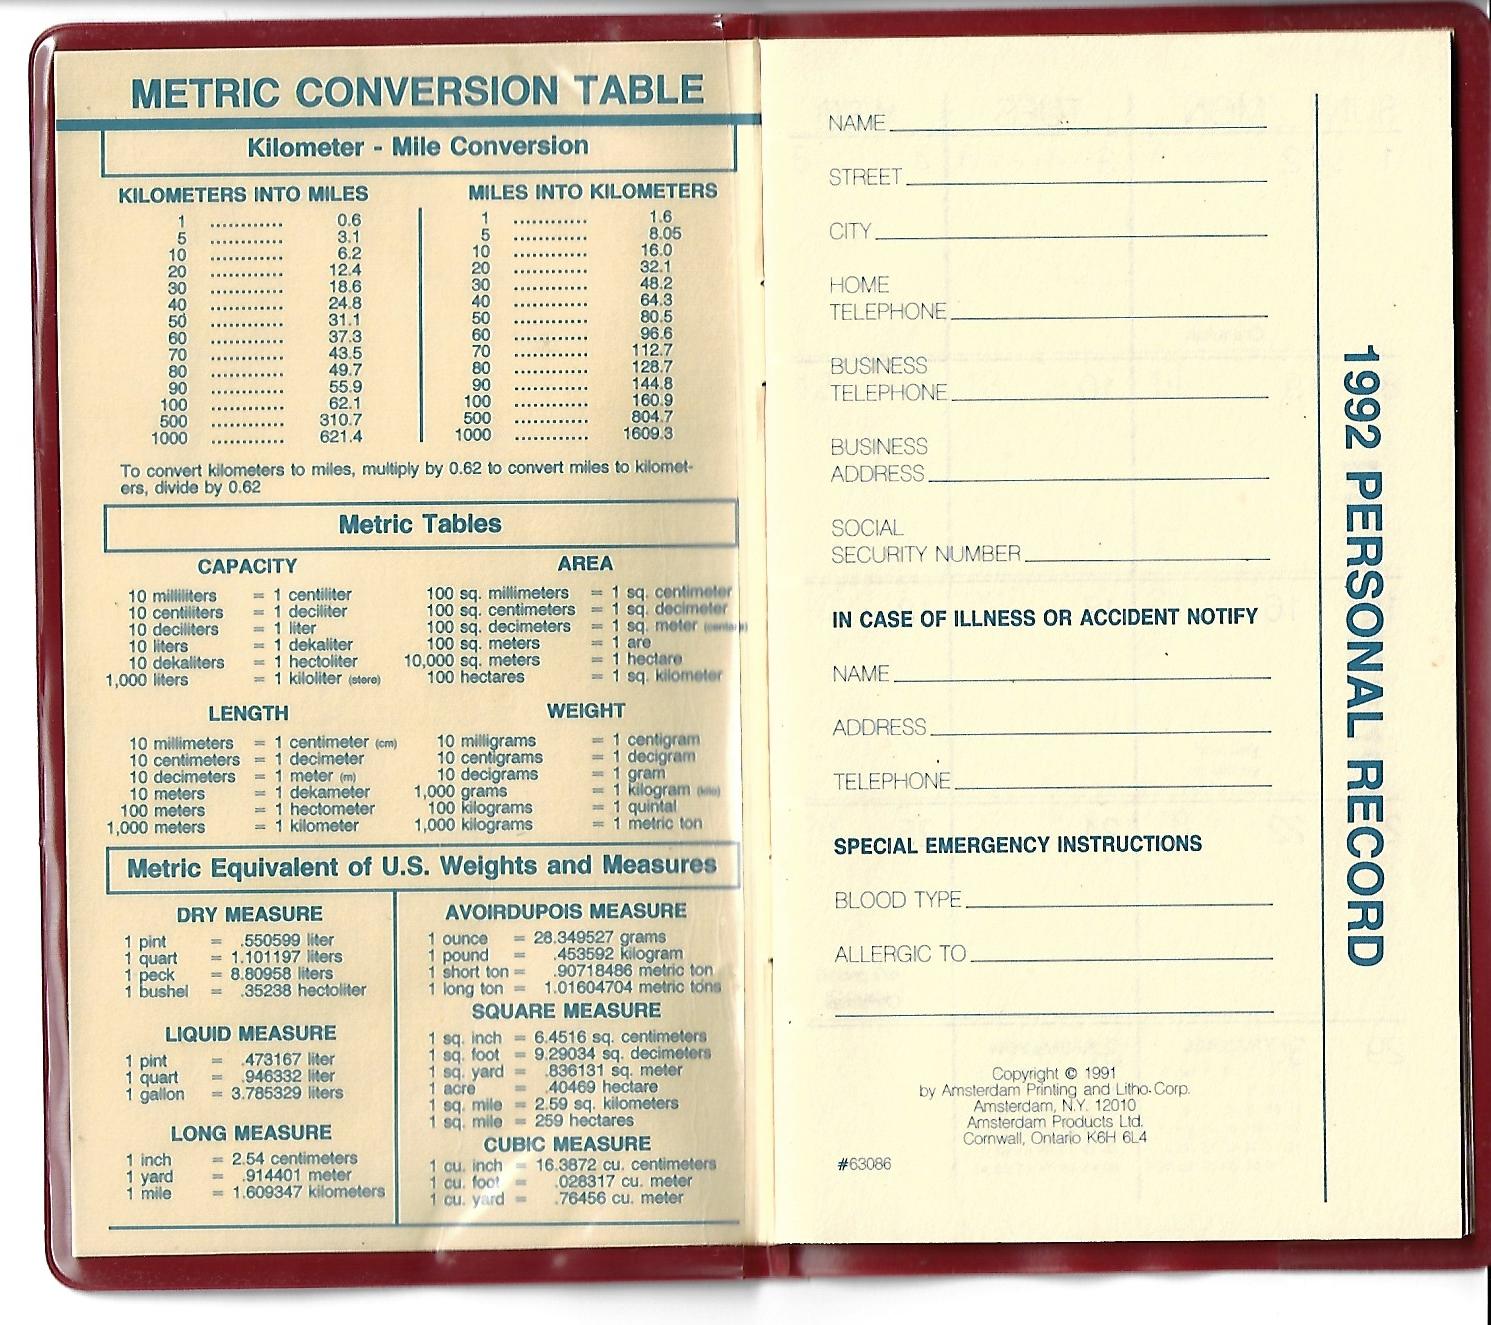 METRIC CONVERSION TABLE
Kilometer - Mile Conversion
KILOMETERS INTO MILES
1 ............ 0.6
5 ............ 3.1
10 ............ 6.2
20 ............ 12.4
30 ............ 18.6
40 ............ 24.8
50 ............ 31.1
60 ............ 37.3
70 ............ 43.5
80 ............ 49.7
90 ............ 55.9
100 ............ 62.1
500 ............ 310.7
1000 ............ 621.4
MILES INTO KILOMETERS
1 ............ 1.6
5 ............ 8.05
10 ............ 16.0
20 ............ 32.1
30 ............ 48.2
40 ............ 64.3
50 ............ 80.5
60 ............ 96.6
70 ............ 112.7
80 ............ 128.7
90 ............ 144.8
100 ............ 160.9
500 ............ 804.7
1000 ............ 1609.3
To convert kilometers to miles, multiply by 0.62 to convert miles to kilomet-
ers, divide by 0.62
Metric Tables
CAPACITY
10 milliliters = 1 centiliter
10 centiliters = 1 deciliter
10 deciliters = 1 liter
10 liters = 1 dekaliter
10 dekaliters = 1 hectoliter
1,000 liters = 1 kiloliter (stere)
AREA
100 sq. millimeters = 1 sq. centimeter
100 sq. centimeters = 1 sq. decimeter
100 sq. decimeters = 1 sq. meter (centare)
100 sq. meters = 1 are
10,000 sq. meters = 1 hectare
100 hectares = 1 sq. kilometer
LENGTH
10 millimeters = 1 centimeter (cm)
10 centimeters = 1 decimeter
10 decimeters = 1 meter (m)
10 meters = 1 dekameter
100 meters = 1 hectometer
1,000 meters = 1 kilometer
WEIGHT
10 milligrams = 1 centigram
10 centigrams = 1 decigram
10 decigrams = 1 gram
1,000 grams = 1 kilogram (kilo)
100 kilograms = 1 quintal
1,000 kilograms = 1 metric ton
Metric Equivalent of U.S. Weights and Measures
DRY MEASURE
1 pint = .550599 liter
1 quart = 1.101197 liters
1 peck = 8.80958 liters
1 bushel = .35238 hectoliter
LIQUID MEASURE
1 pint = .473167 liter
1 quart = .946332 liter
1 gallon = 3.785329 liters
LONG MEASURE
1 inch = 2.54 centimeters
1 yard = .914401 meter
1 mile = 1.609347 kilometers
AVOIRDUPOIS MEASURE
1 ounce = 28.349527 grams
1 pound = .453592 kilogram
1 short ton = .90718486 metric ton
1 long ton = 1.01604704 metric tons
SQUARE MEASURE
1 sq. inch = 6.4516 sq. centimeters
1 sq. foot = 9.29034 sq. decimeters
1 sq. yard = .836131 sq. meter
1 acre = .40469 hectare
1 sq. mile = 2.59 sq. kilometers
1 sq. mile = 259 hectares
CUBIC MEASURE
1 cu. inch = 16.3872 cu. centimeters
1 cu. foot = .028317 cu. meter
1 cu. yard = .76456 cu. meter
NAME
STREET
CITY
HOME
TELEPHONE
BUSINESS
TELEPHONE
BUSINESS
ADDRESS
SOCIAL
SECURITY NUMBER
IN CASE OF ILLNESS OR ACCIDENT NOTIFY
NAME
ADDRESS
TELEPHONE
SPECIAL EMERGENCY INSTRUCTIONS
BLOOD TYPE
ALLERGIC TO
Copyright © 1991
by Amsterdam Printing and Litho. Corp.
Amsterdam, N.Y. 12010
Amsterdam Products Ltd.
Cornwall, Ontario K6H 6L4
#63086
1992 PERSONAL RECORD